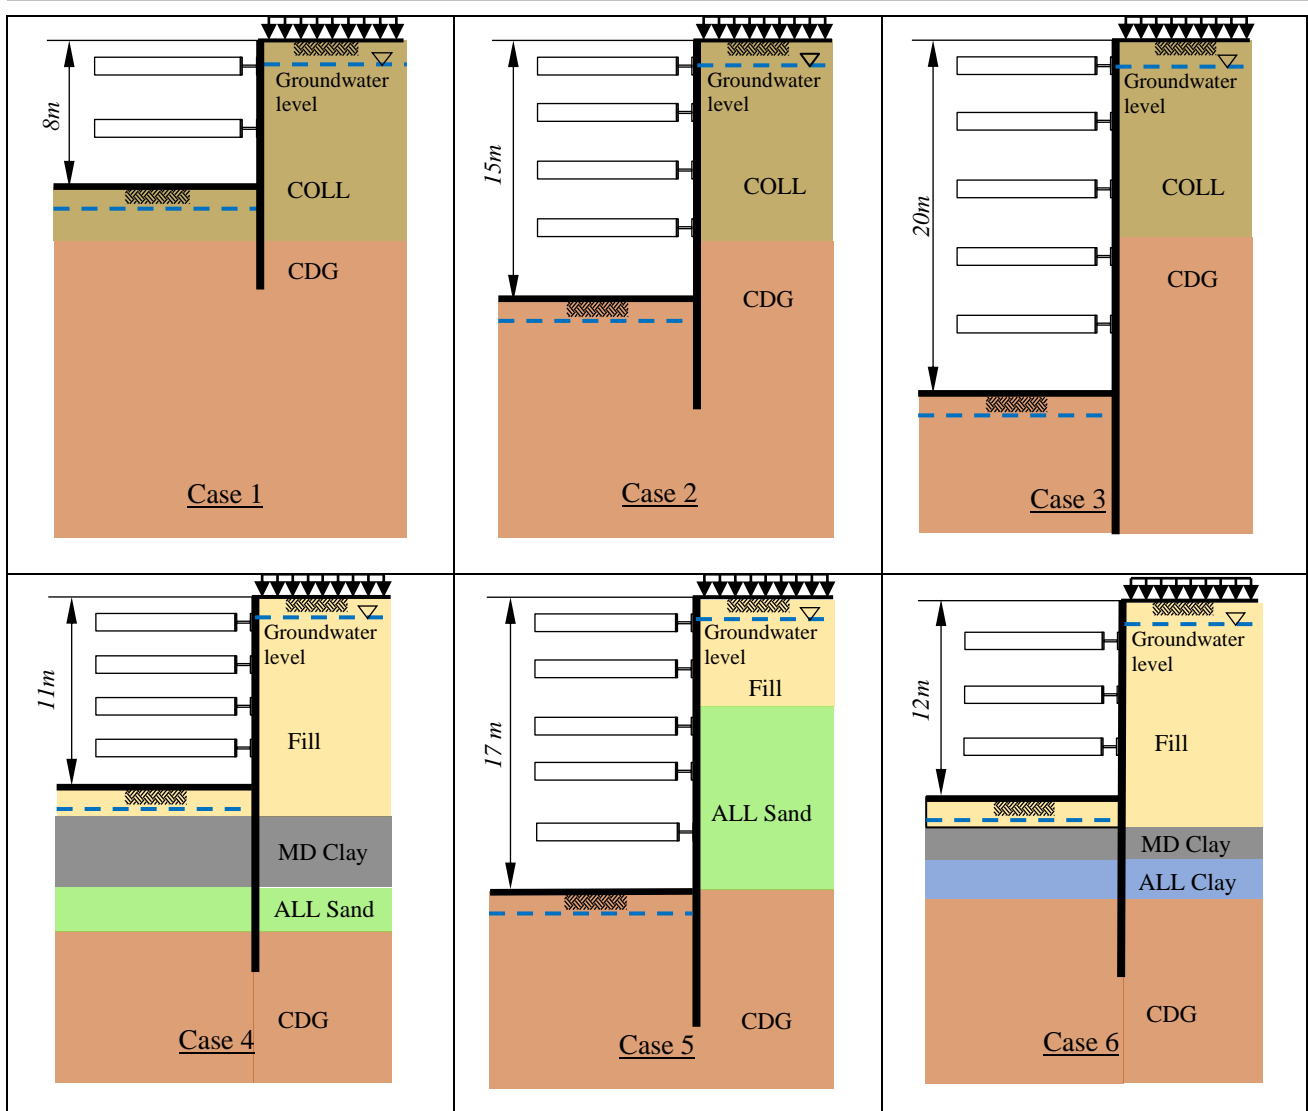 8m
Groundwater
level
COLL
CDG
Case 1
15m
Groundwater
level
COLL
CDG
Case 2
20m
Groundwater
level
COLL
CDG
Case 3
11m
Groundwater
level
Fill
MD Clay
ALL Sand
CDG
Case 4
17 m
Groundwater
level
Fill
ALL Sand
CDG
Case 5
12m
Groundwater
level
Fill
MD Clay
ALL Clay
CDG
Case 6